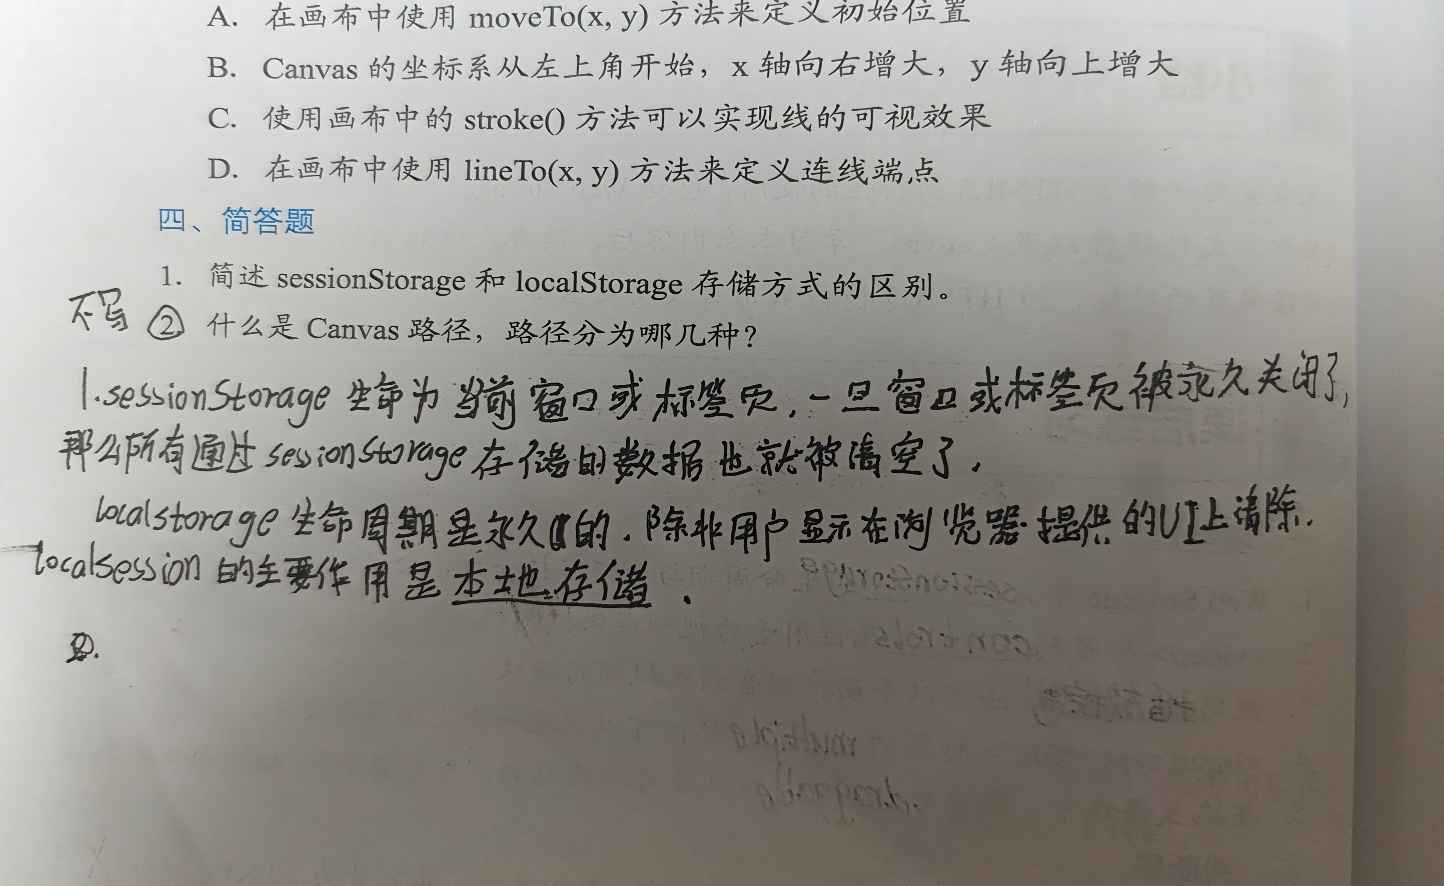 A. 在画布中使用 moveTo(x, y) 方法来定义初始位置
B. Canvas 的坐标系从左上角开始，x 轴向右增大，y 轴向上增大
C. 使用画布中的 stroke() 方法可以实现线的可视效果
D. 在画布中使用 lineTo(x, y) 方法来定义连线端点
四、简答题
1. 简述 sessionStorage 和 localStorage 存储方式的区别。
不写 ② 什么是 Canvas 路径，路径分为哪几种？
1.sessionStorage 生命为当前窗口或标签页，一旦窗口或标签页被永久关闭了，
那么所有通过 sessionstorage 存储的数据也就被清空了．
localstorage 生命周期是永久的．除非用户显示在浏览器提供的UI上清除．
localsession 的主要作用是本地存储．
2.